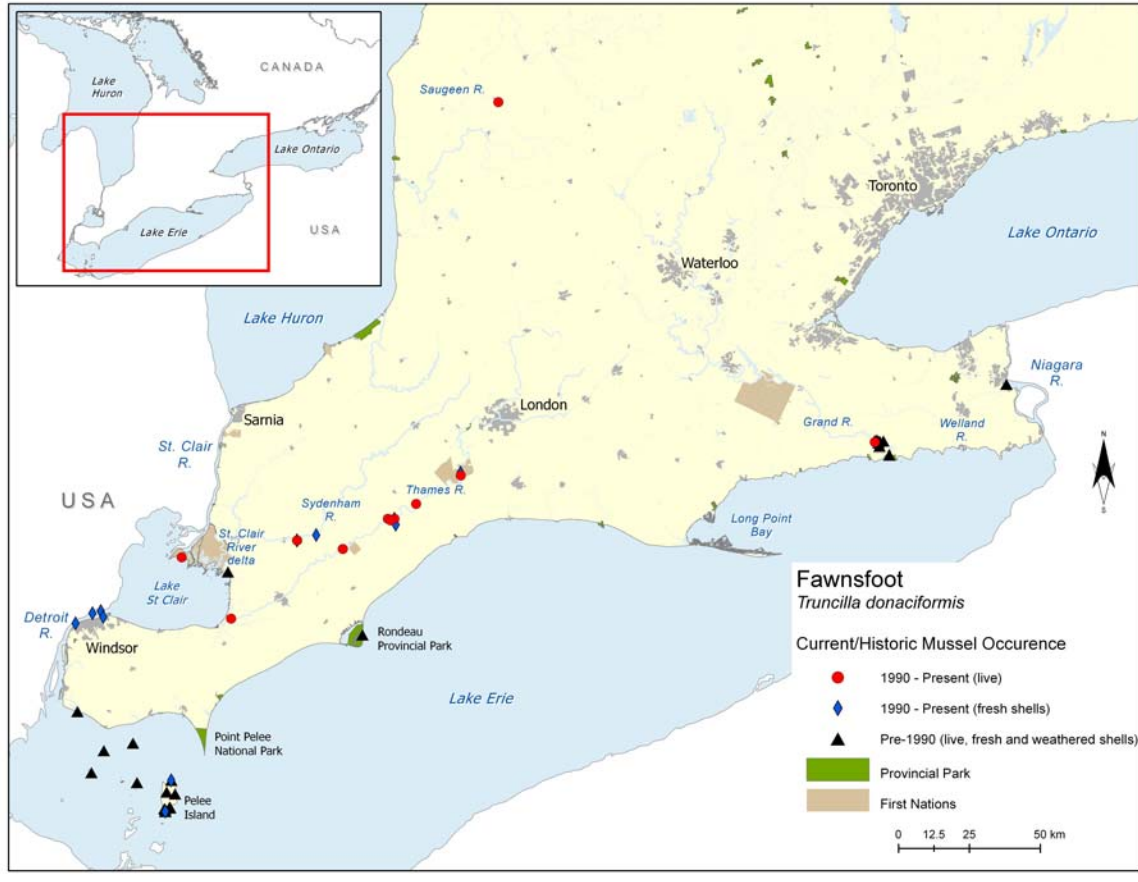 CANADA
Lake
Huron
Lake Ontario
USA
Lake Erie
Saugeen R.
Toronto
Lake Ontario
Waterloo
Lake Huron
Niagara
R.
London
Sarnia
Grand R.
Welland
R.
St. Clair
R.
Thames R.
USA
Sydenham
R.
Long Point
Bay
St. Clair
River
delta
Lake
St Clair
Detroit
R.
Windsor
Rondeau
Provincial Park
Lake Erie
Point Pelee
National Park
Pelee
Island
N
S
Fawnsfoot
Truncilla donaciformis
Current/Historic Mussel Occurence
1990 - Present (live)
1990 - Present (fresh shells)
Pre-1990 (live, fresh and weathered shells)
Provincial Park
First Nations
0 12.5 25 50 km